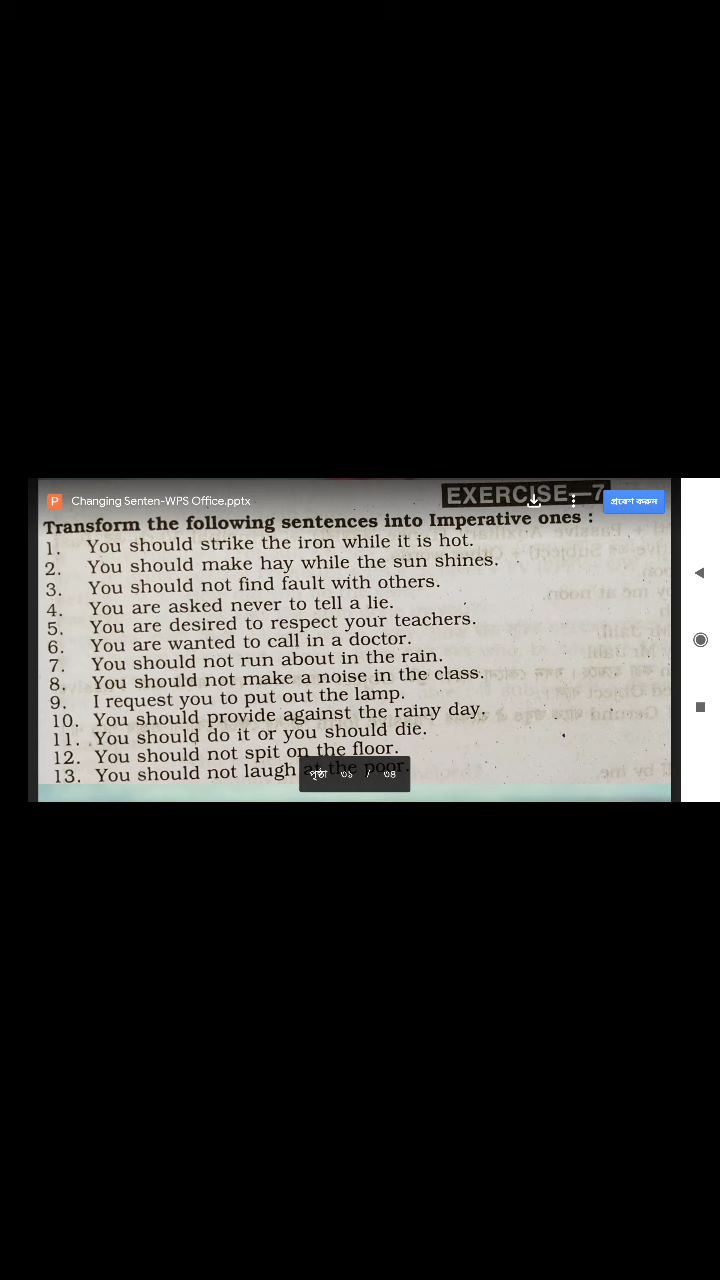 Changing Senten-WPS Office.pptx
EXERCISE—7
প্রবেশ করুন
Transform the following sentences into Imperative ones :
1. You should strike the iron while it is hot.
2. You should make hay while the sun shines.
3. You should not find fault with others.
4. You are asked never to tell a lie.
5. You are desired to respect your teachers.
6. You are wanted to call in a doctor.
7. You should not run about in the rain.
8. You should not make a noise in the class.
9. I request you to put out the lamp.
10. You should provide against the rainy day.
11. You should do it or you should die.
12. You should not spit on the floor.
13. You should not laugh at the poor.
পৃষ্ঠা ৩১ / ৩৪